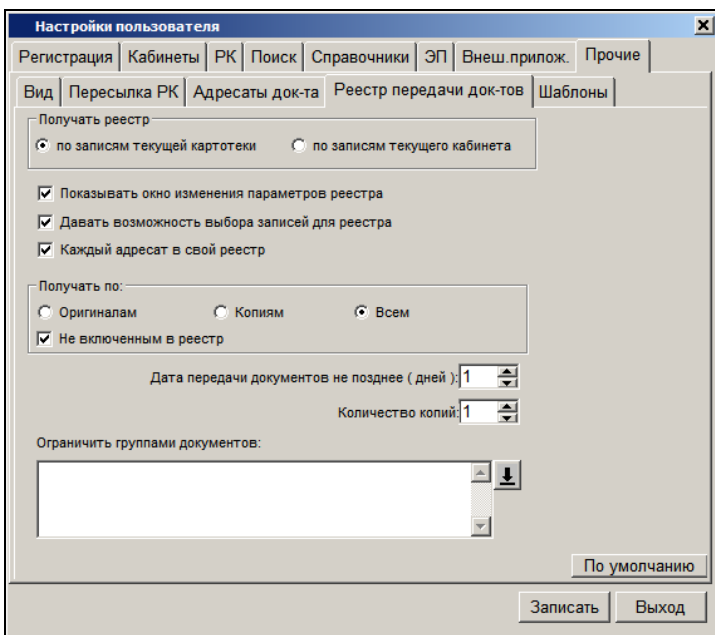 Настройки пользователя
Регистрация Кабинеты РК Поиск Справочники ЭП Внеш.прилож. Прочие
Вид Пересылка РК Адресаты док-та Реестр передачи док-тов Шаблоны
Получать реестр
по записям текущей картотеки по записям текущего кабинета
Показывать окно изменения параметров реестра
Давать возможность выбора записей для реестра
Каждый адресат в свой реестр
Получать по:
Оригиналам Копиям Всем
Не включенным в реестр
Дата передачи документов не позднее ( дней ): 1
Количество копий: 1
Ограничить группами документов:
По умолчанию
Записать Выход